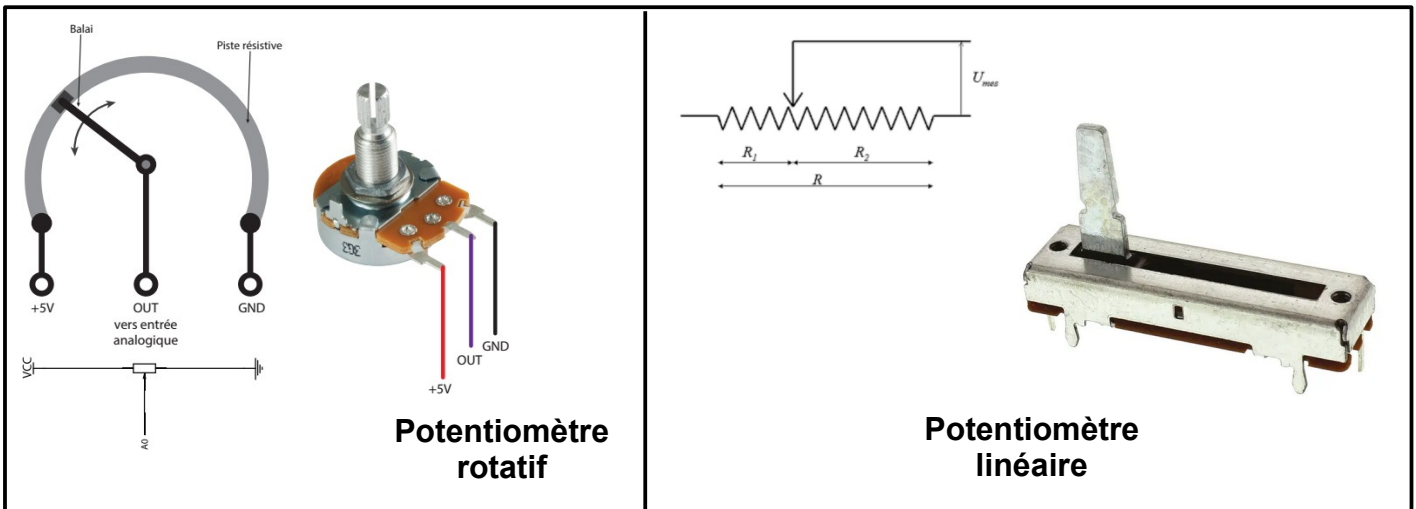 Balai
Piste résistive
+5V
OUT
vers entrée
analogique
GND
VCC
A0
+5V
OUT
GND
Potentiomètre
rotatif
U mes
R1
R2
R
Potentiomètre
linéaire